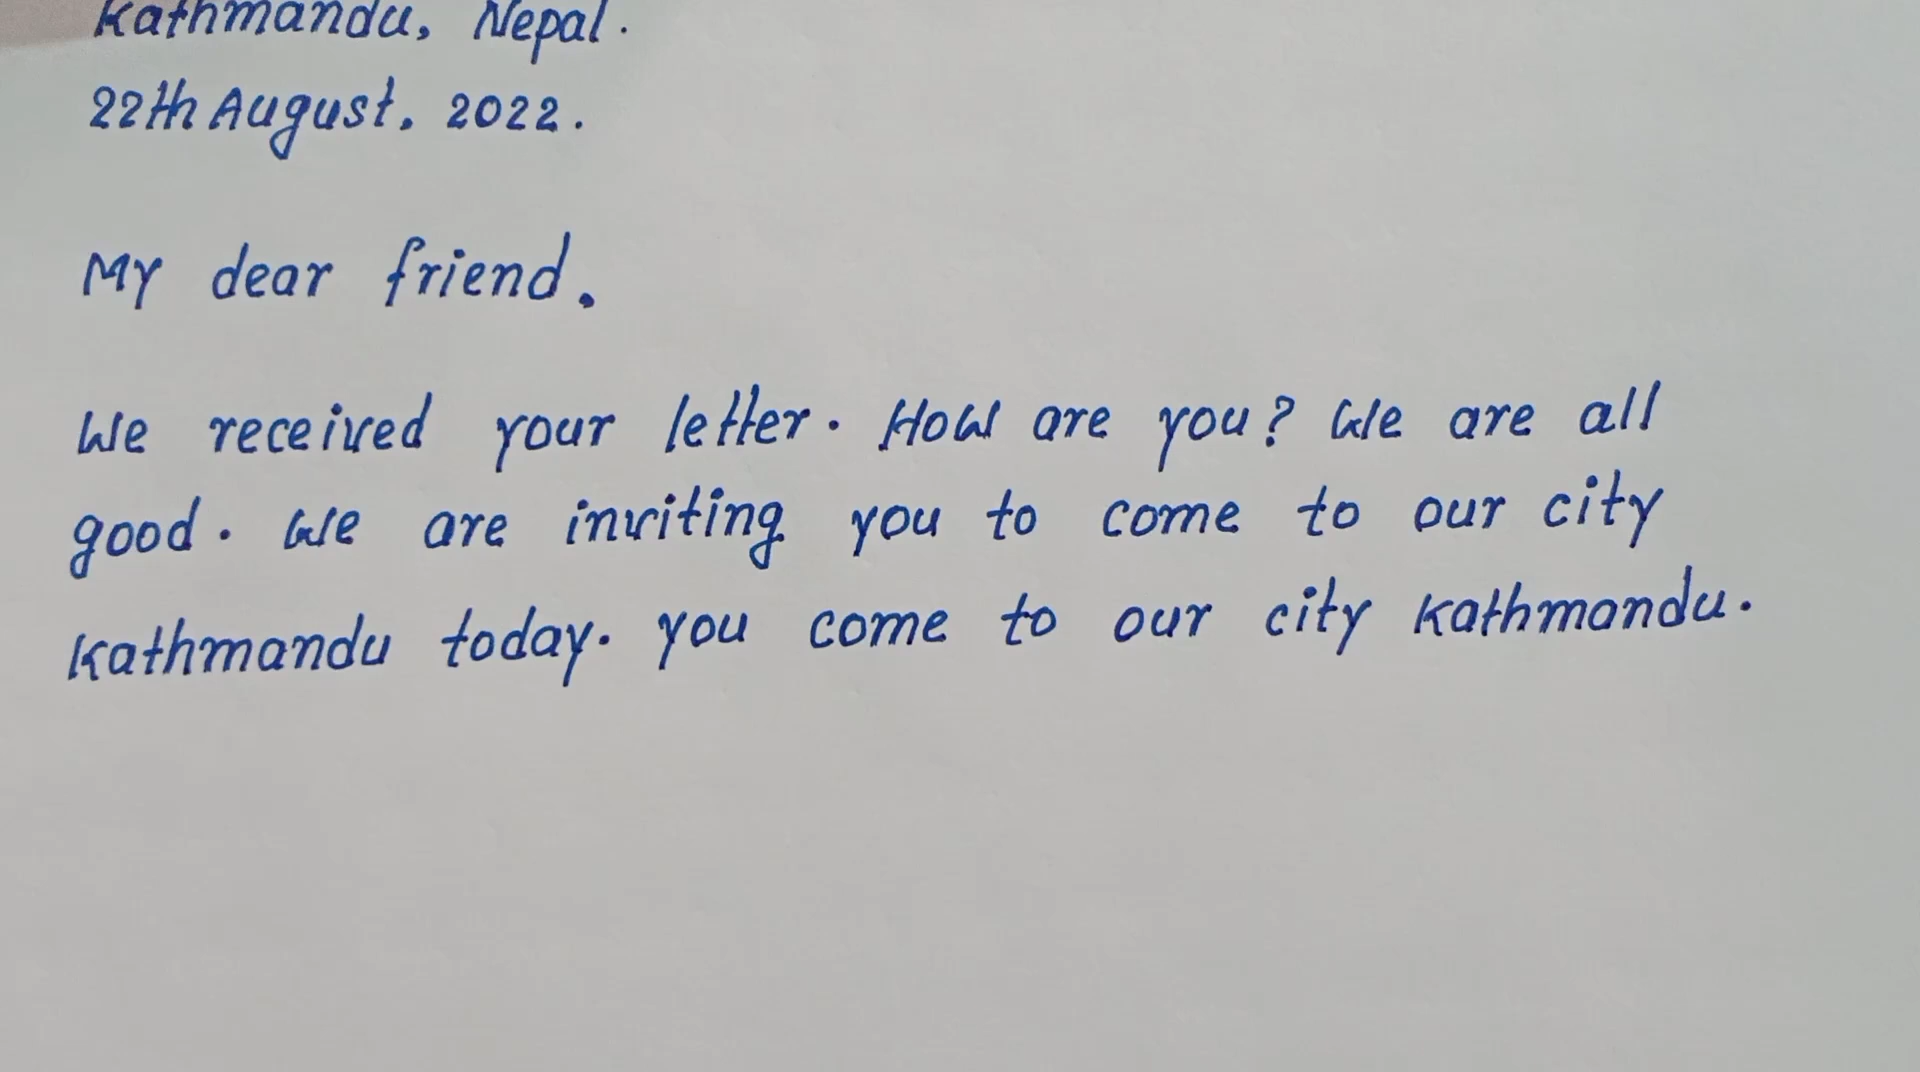 Kathmandu, Nepal.
22th August, 2022.
My dear friend,
We received your letter. How are you? We are all
good. We are inviting you to come to our city
Kathmandu today. you come to our city Kathmandu.